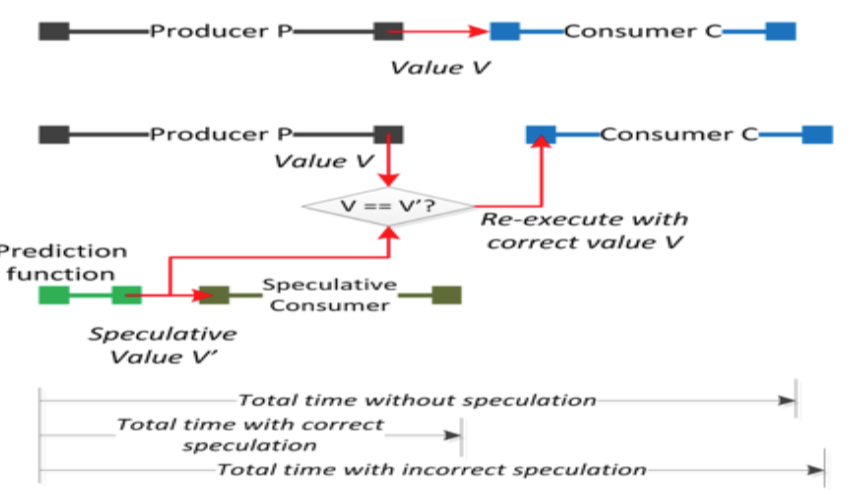 Producer P
Consumer C
Value V
Producer P
Consumer C
Value V
V == V’?
Re-execute with
correct value V
Prediction
function
Speculative
Consumer
Speculative
Value V’
Total time without speculation
Total time with correct
speculation
Total time with incorrect speculation